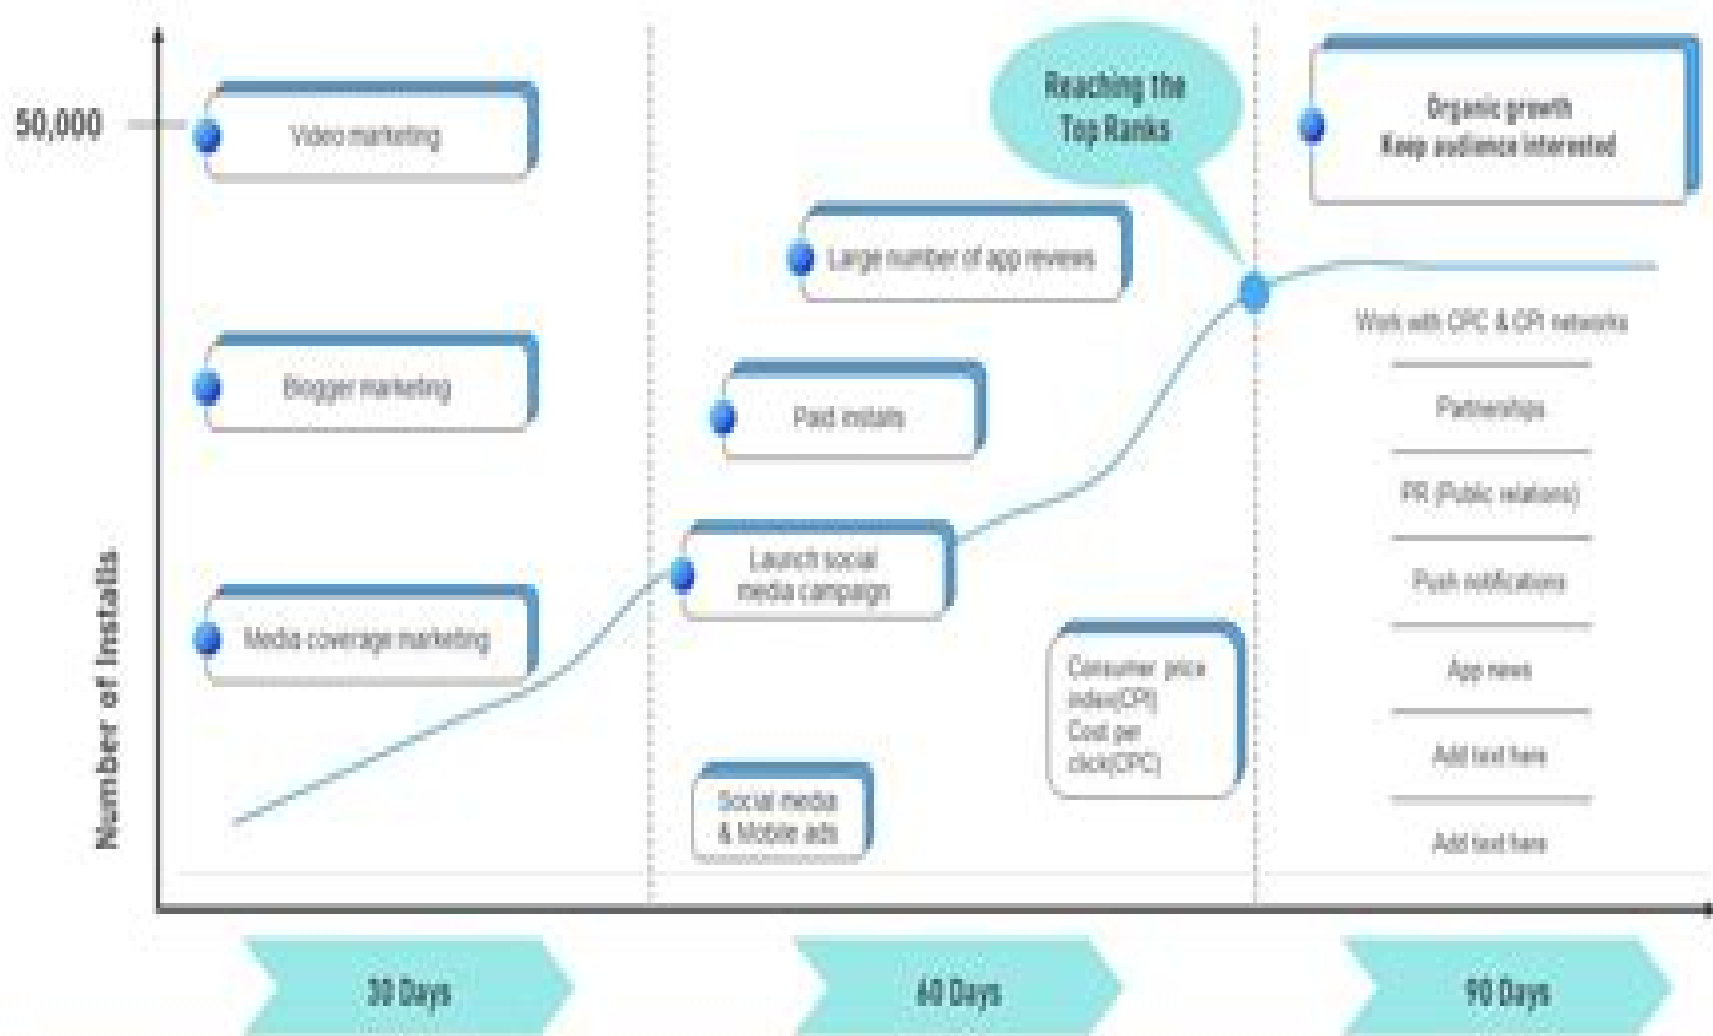 50,000
Number of Installs
Video marketing
Blogger marketing
Media coverage marketing
Reaching the
Top Ranks
Large number of app reviews
Paid installs
Launch social
media campaign
Social media
& Mobile ads
Consumer price
index(CPI)
Cost per
click(CPC)
Organic growth
Keep audience interested
Work with CPC & CPI networks
Partnerships
PR (Public relations)
Push notifications
App news
Add text here
Add text here
30 Days
60 Days
90 Days